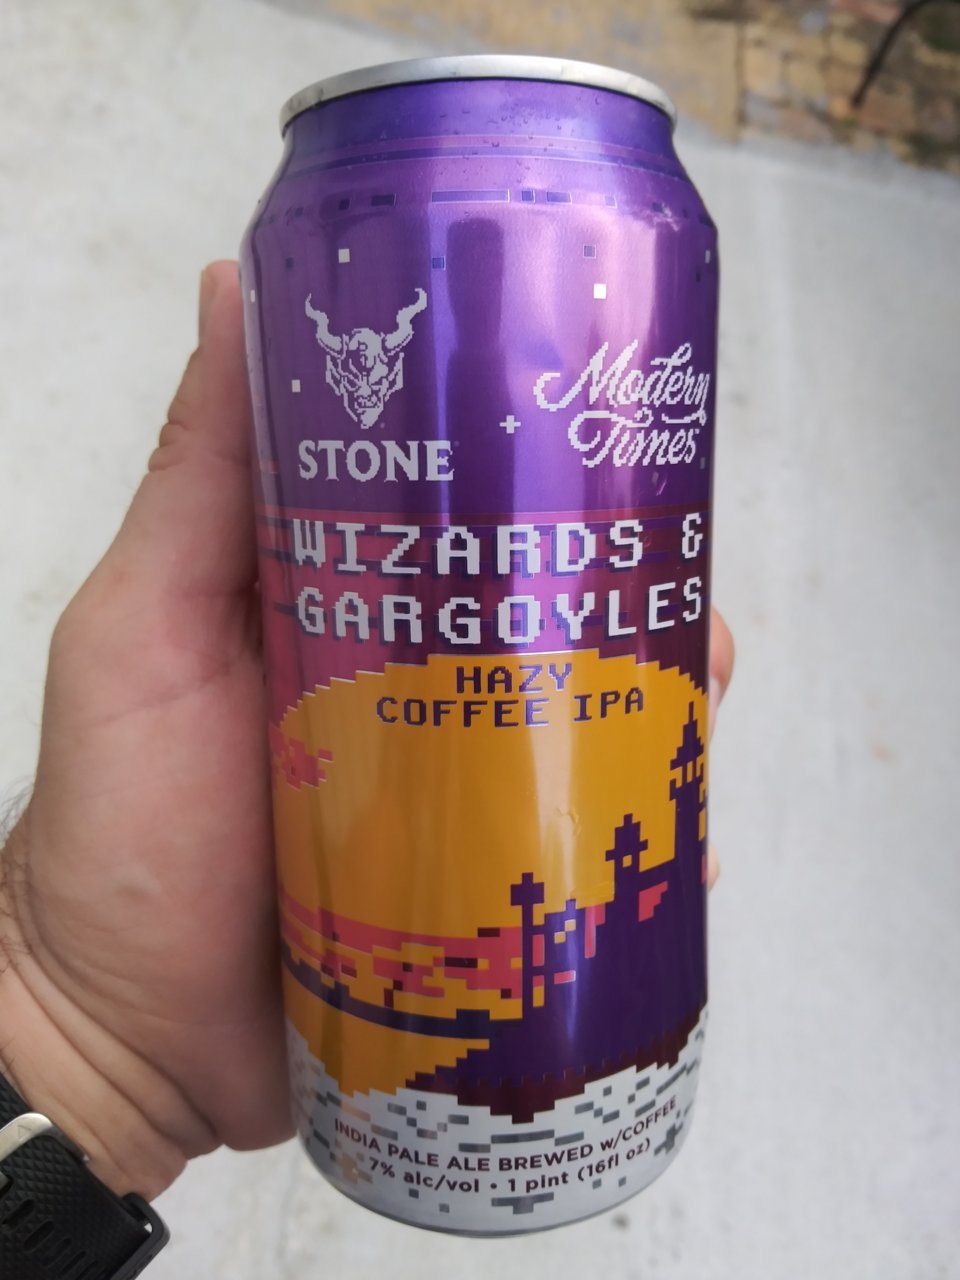 STONE
+
Modern
Times
WIZARDS &
GARGOYLES
HAZY
COFFEE IPA
INDIA PALE ALE BREWED w/COFFEE
7% alc/vol • 1 pint (16fl oz)